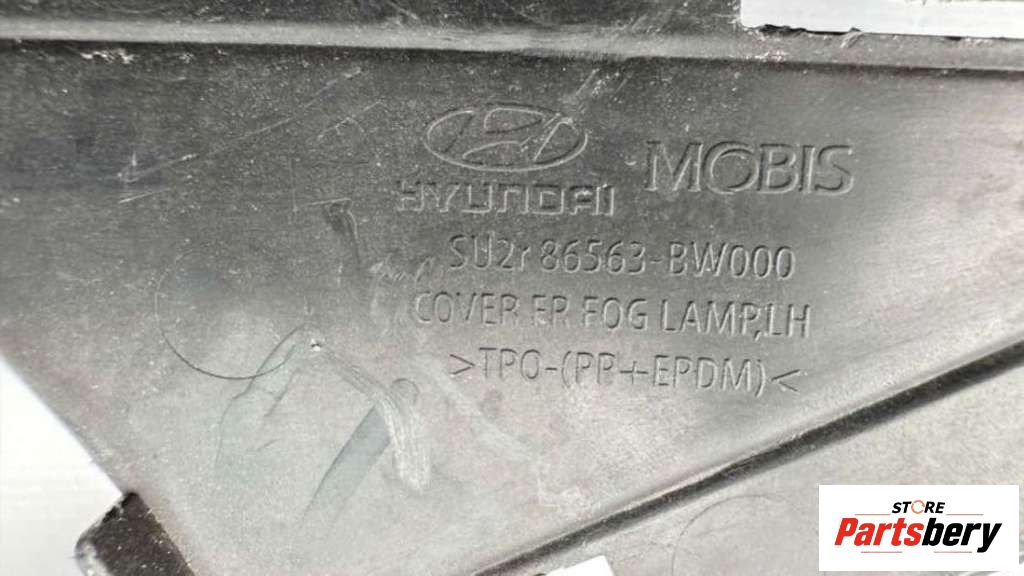 HYUNDAI MOBIS
SU2r 86563-BW000
COVER FR FOG LAMP,LH
>TPO-(PP+EPDM)<
STORE
Partsbery